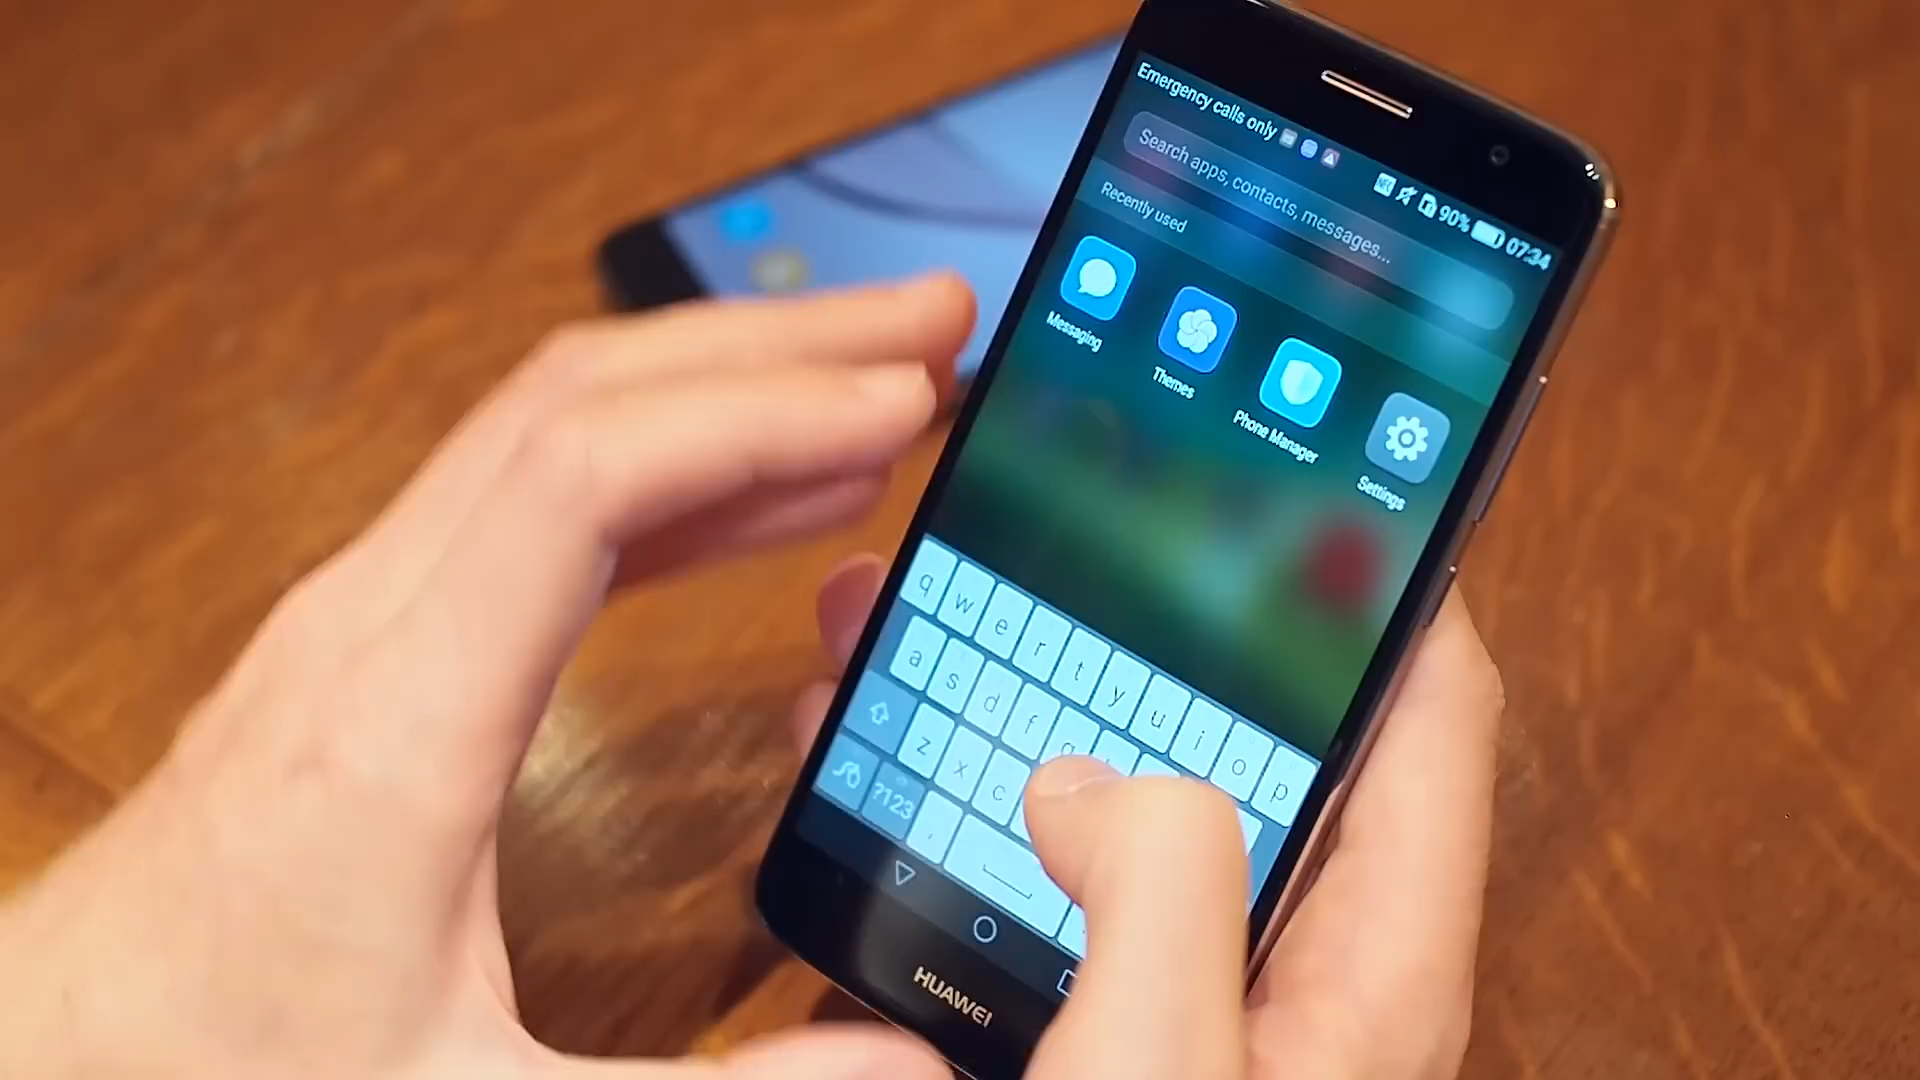 Emergency calls only
NFC 90% 07:34
Search apps, contacts, messages...
Recently used
Messaging
Themes
Phone Manager
Settings
q w e r t y u i o p
a s d f g
z x c
?123 ,
HUAWEI